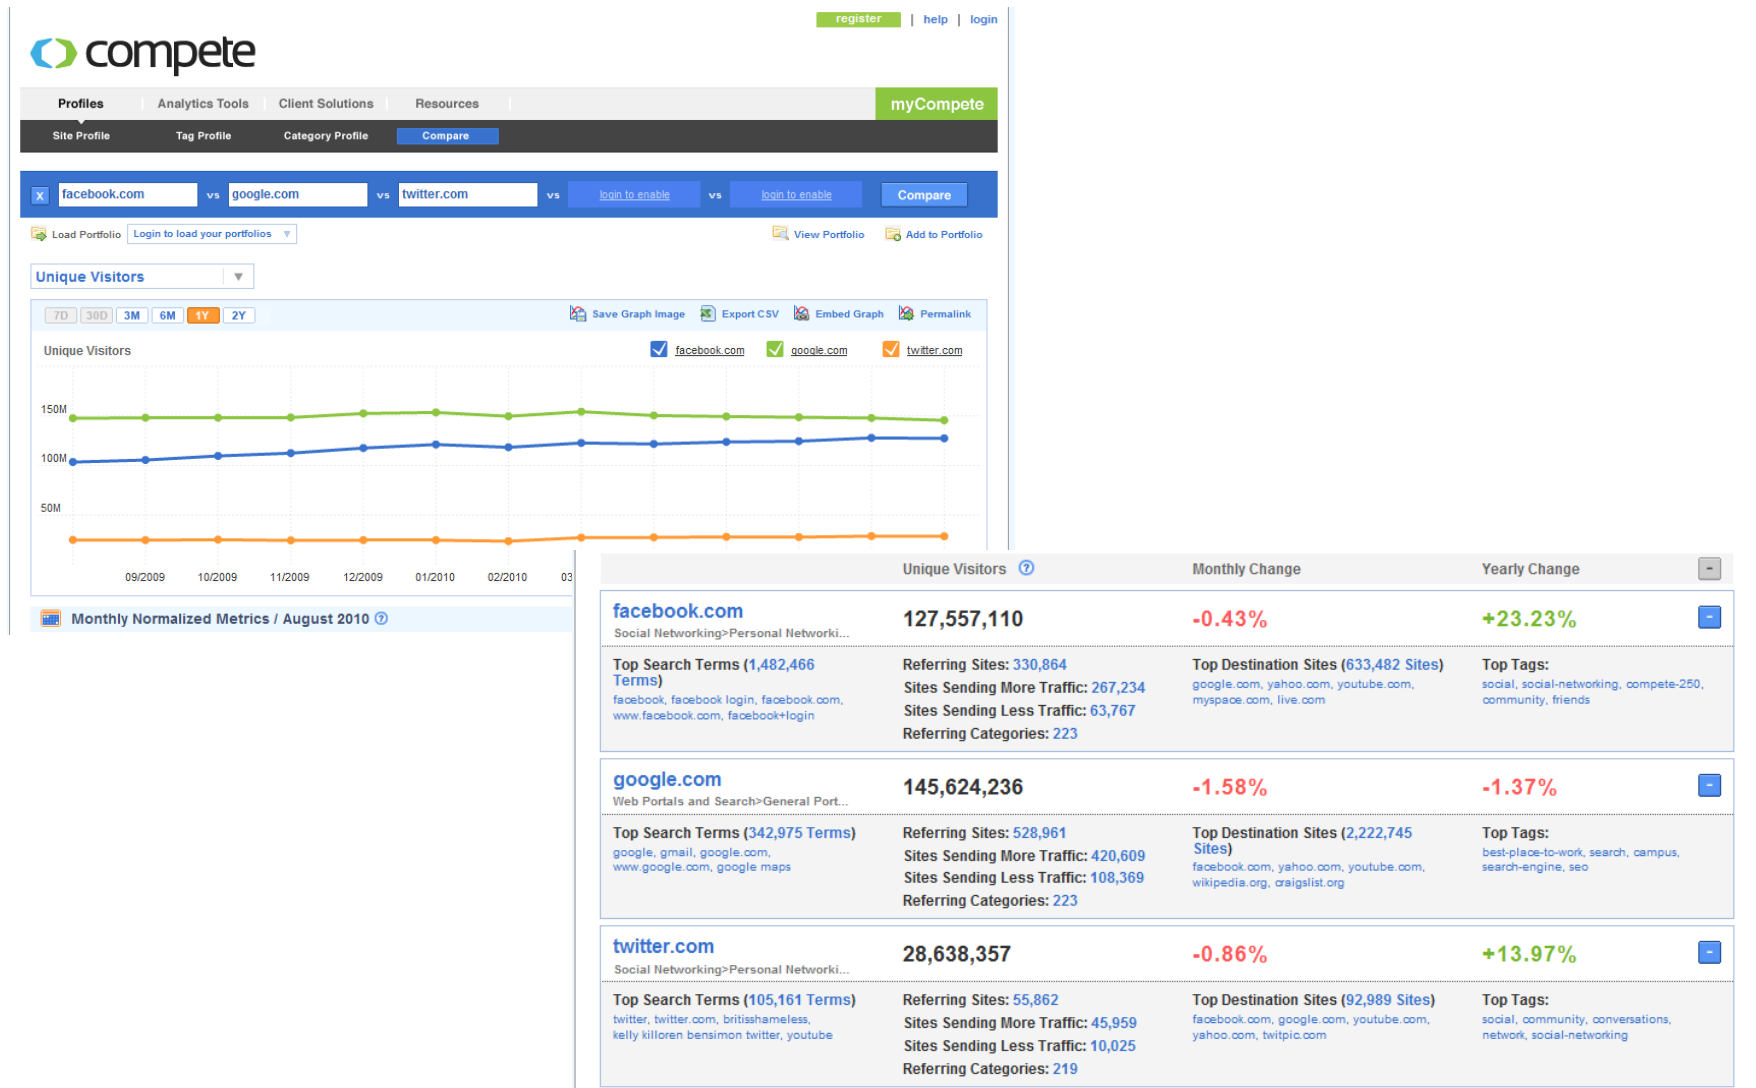 register | help | login
compete
Profiles Analytics Tools Client Solutions Resources myCompete
Site Profile Tag Profile Category Profile Compare
x facebook.com vs google.com vs twitter.com vs login to enable vs login to enable Compare
Load Portfolio Login to load your portfolios View Portfolio Add to Portfolio
Unique Visitors
7D 30D 3M 6M 1Y 2Y Save Graph Image Export CSV Embed Graph Permalink
Unique Visitors facebook.com google.com twitter.com
150M
100M
50M
09/2009 10/2009 11/2009 12/2009 01/2010 02/2010 03
Monthly Normalized Metrics / August 2010 ?
Unique Visitors ? Monthly Change Yearly Change -
facebook.com 127,557,110 -0.43% +23.23% -
Social Networking>Personal Networki...
Top Search Terms (1,482,466
Terms)
facebook, facebook login, facebook.com,
www.facebook.com, facebook+login
Referring Sites: 330,864
Sites Sending More Traffic: 267,234
Sites Sending Less Traffic: 63,767
Referring Categories: 223
Top Destination Sites (633,482 Sites)
google.com, yahoo.com, youtube.com,
myspace.com, live.com
Top Tags:
social, social-networking, compete-250,
community, friends
google.com 145,624,236 -1.58% -1.37% -
Web Portals and Search>General Port...
Top Search Terms (342,975 Terms)
google, gmail, google.com,
www.google.com, google maps
Referring Sites: 528,961
Sites Sending More Traffic: 420,609
Sites Sending Less Traffic: 108,369
Referring Categories: 223
Top Destination Sites (2,222,745
Sites)
facebook.com, yahoo.com, youtube.com,
wikipedia.org, craigslist.org
Top Tags:
best-place-to-work, search, campus,
search-engine, seo
twitter.com 28,638,357 -0.86% +13.97% -
Social Networking>Personal Networki...
Top Search Terms (105,161 Terms)
twitter, twitter.com, britisshameless,
kelly killoren bensimon twitter, youtube
Referring Sites: 55,862
Sites Sending More Traffic: 45,959
Sites Sending Less Traffic: 10,025
Referring Categories: 219
Top Destination Sites (92,989 Sites)
facebook.com, google.com, youtube.com,
yahoo.com, twitpic.com
Top Tags:
social, community, conversations,
network, social-networking